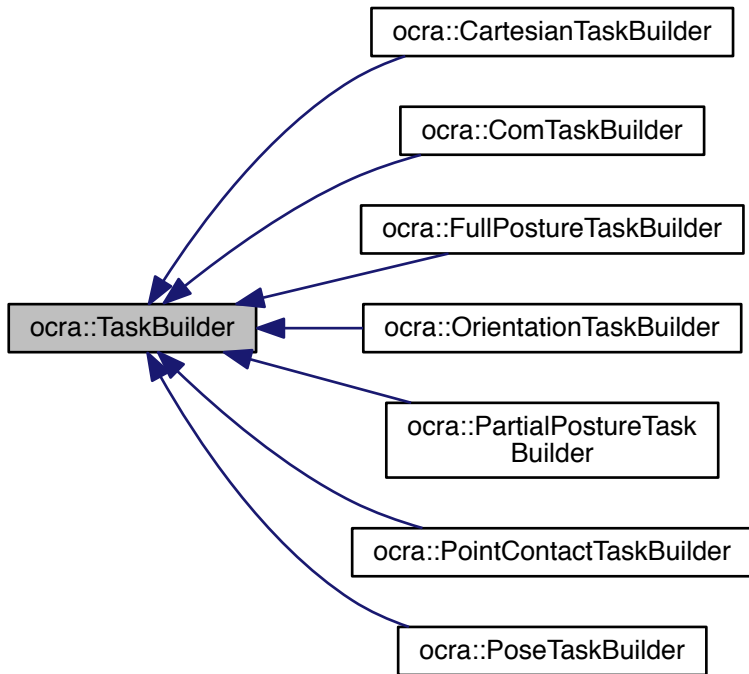 ocra::CartesianTaskBuilder
ocra::ComTaskBuilder
ocra::FullPostureTaskBuilder
ocra::TaskBuilder
ocra::OrientationTaskBuilder
ocra::PartialPostureTask
Builder
ocra::PointContactTaskBuilder
ocra::PoseTaskBuilder